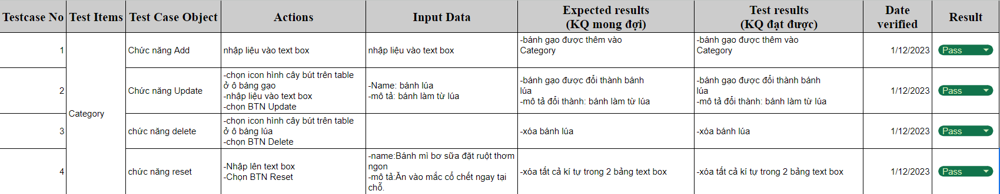 Testcase No
Test Items
Test Case Object
Actions
Input Data
Expected results
(KQ mong đợi)
Test results
(KQ đạt được)
Date
verified
Result
1
Category
Chức năng Add
nhập liệu vào text box
nhập liệu vào text box
-bánh gạo được thêm vào
Category
-bánh gạo được thêm vào
Category
1/12/2023
Pass
2
Chức năng Update
-chọn icon hình cây bút trên table
ở ô báng gạo
-nhập liệu vào text box
-chọn BTN Update
-Name: bánh lúa
-mô tả: bánh làm từ lúa
-bánh gạo được đổi thành bánh
lúa
-mô tả đổi thành: bánh làm từ lúa
-bánh gạo được đổi thành bánh
lúa
-mô tả đổi thành: bánh làm từ lúa
1/12/2023
Pass
3
chức năng delete
-chọn icon hình cây bút trên table
ở ô báng lúa
-chọn BTN Delete
-xóa bánh lúa
-xóa bánh lúa
1/12/2023
Pass
4
chức năng reset
-Nhập lên text box
-Chọn BTN Reset
-name:Bánh mì bơ sữa đặt ruột thơm
ngon
-mô tả:Ăn vào mắc cổ chết ngay tại
chỗ.
-xóa tất cả kí tự trong 2 bảng text box
-xóa tất cả kí tự trong 2 bảng text box
1/12/2023
Pass